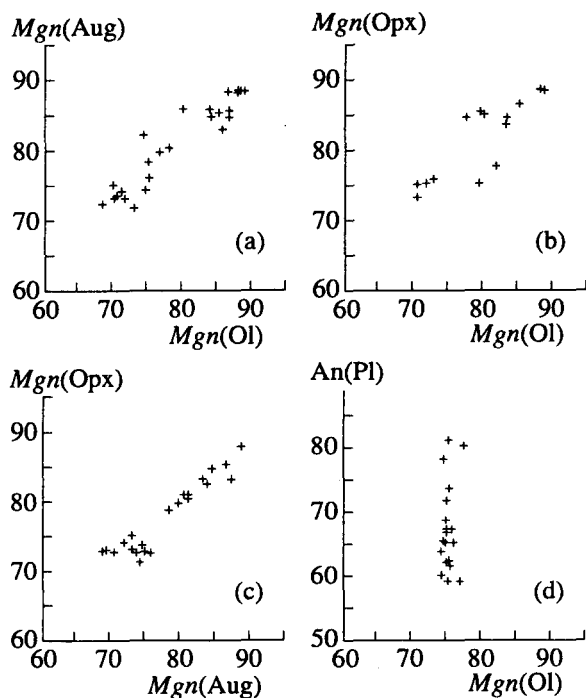 Mgn(Aug)
90
80
70
60
60 70 80 90
Mgn(Ol)
(a)
Mgn(Opx)
90
80
70
60
60 70 80 90
Mgn(Ol)
(b)
Mgn(Opx)
90
80
70
60
60 70 80 90
Mgn(Aug)
(c)
An(Pl)
80
70
60
50
60 70 80 90
Mgn(Ol)
(d)